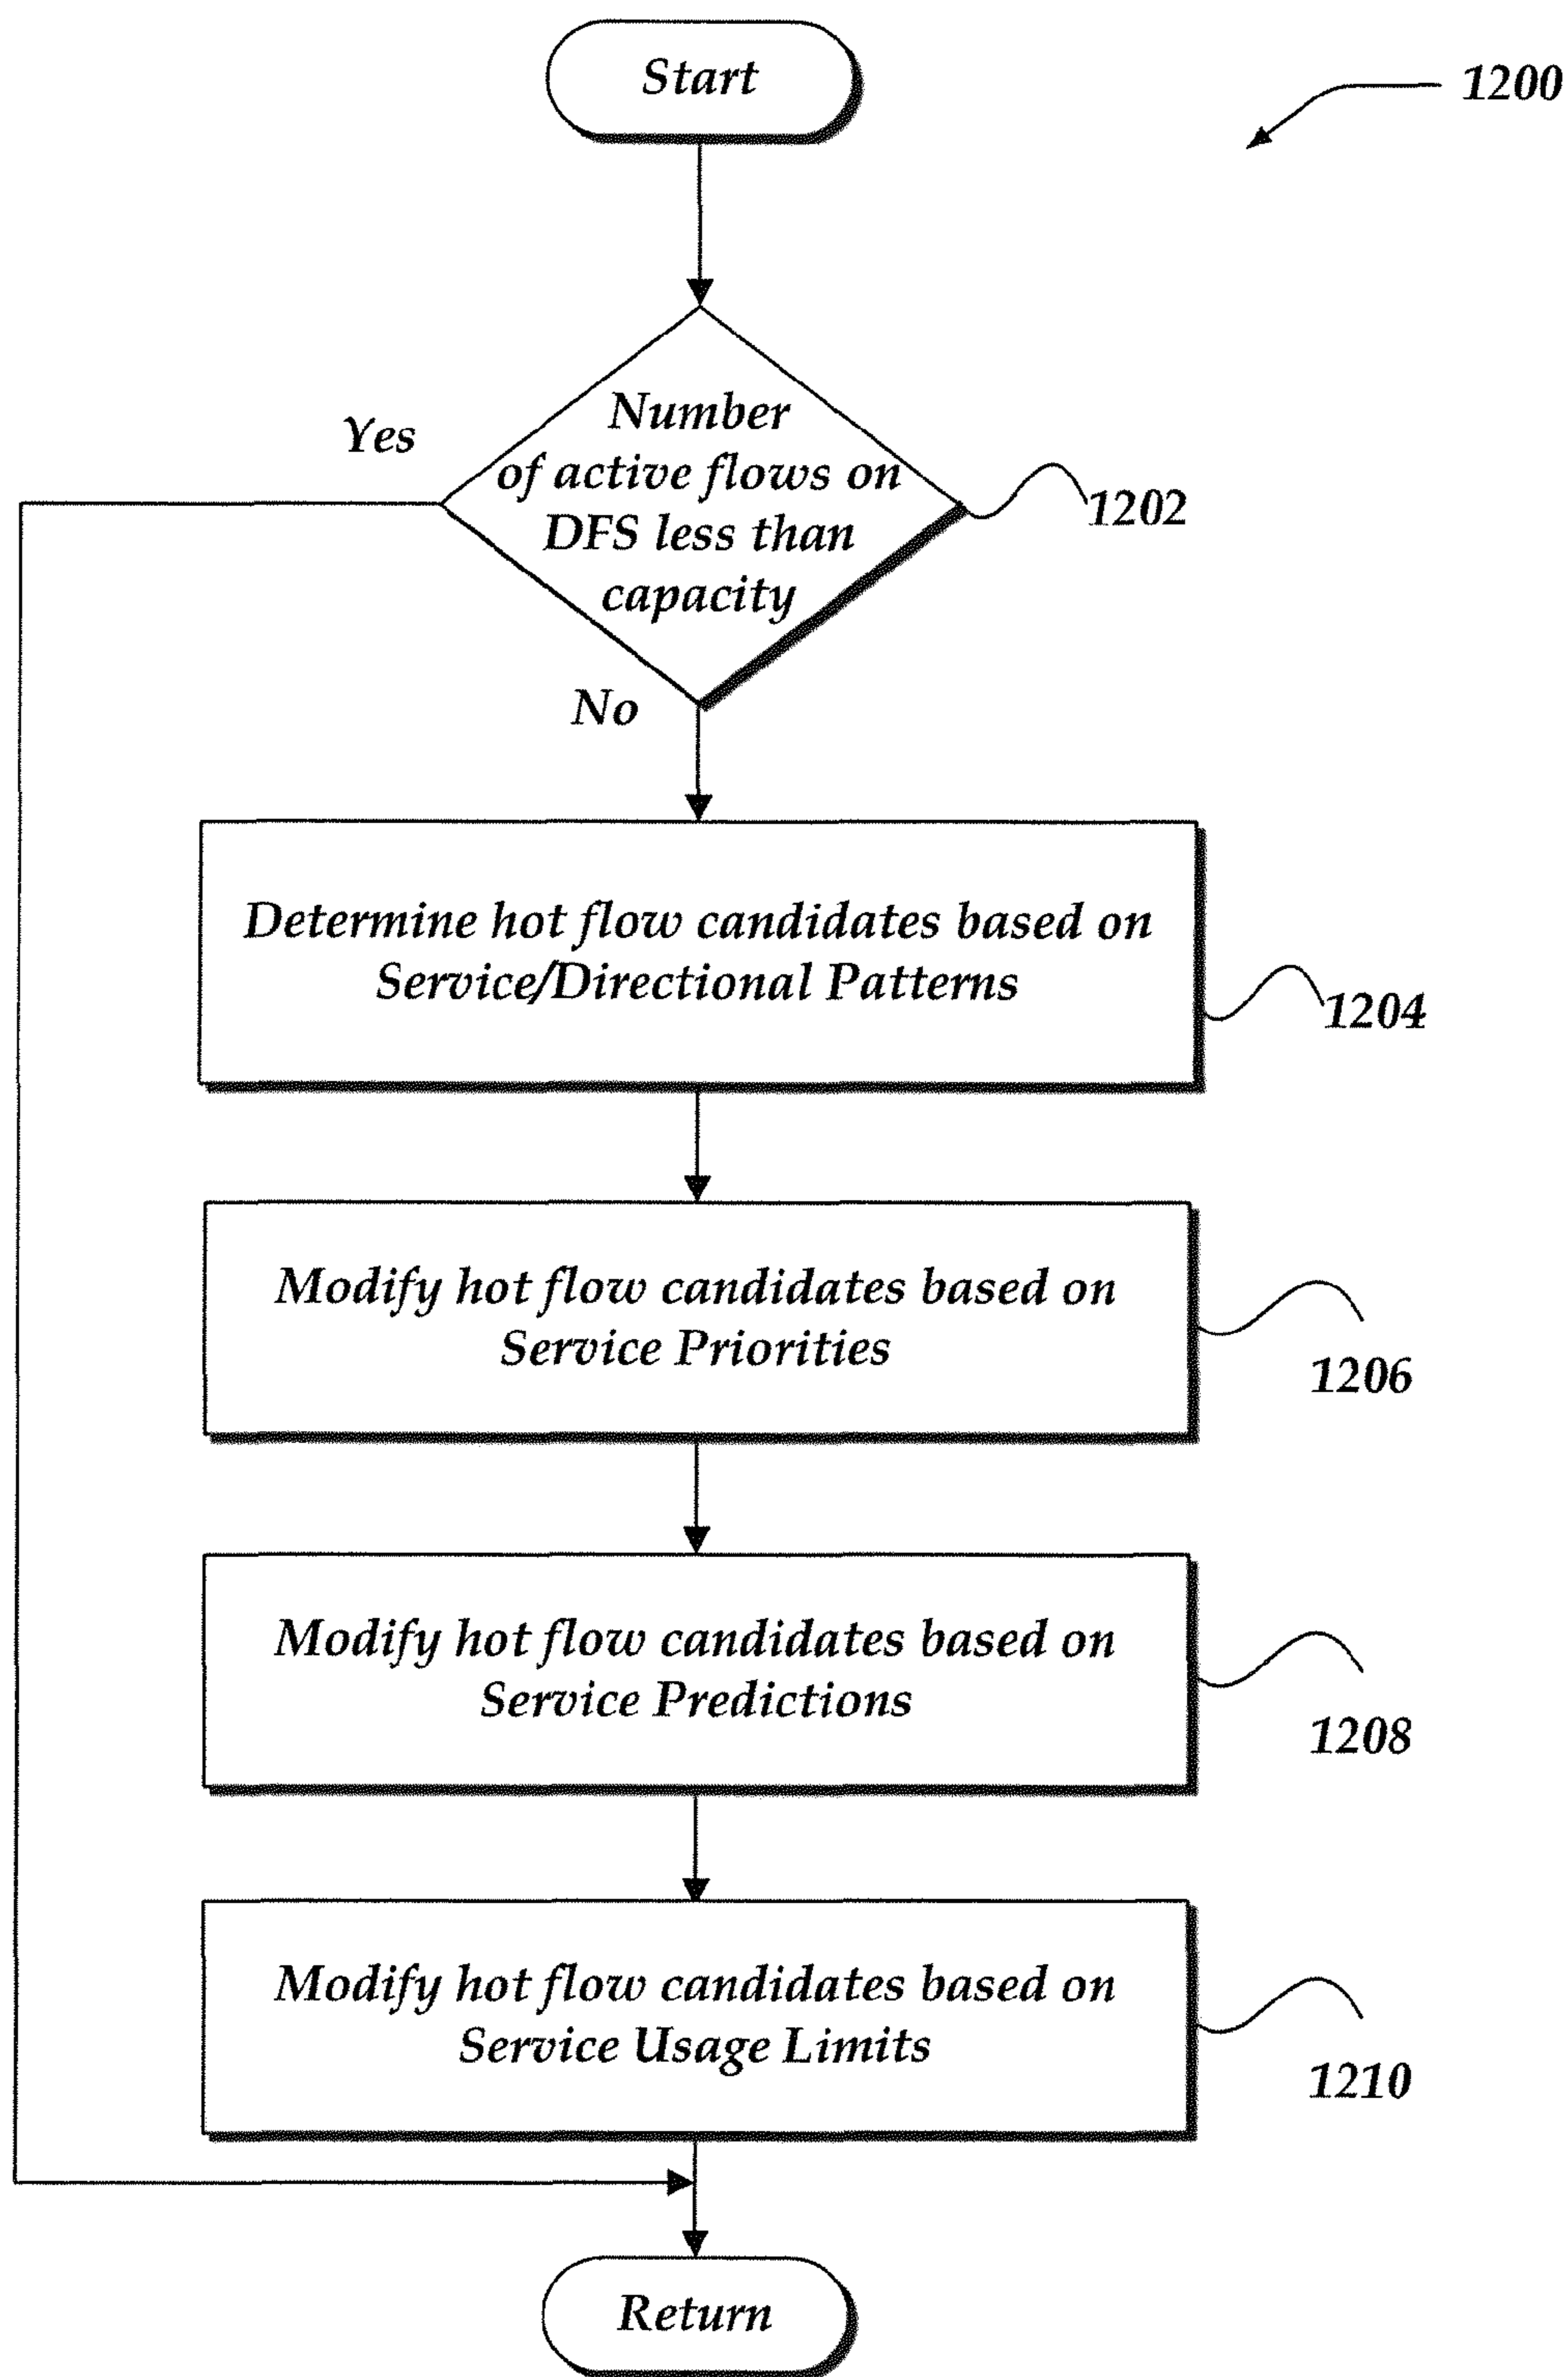 Start
1200
Yes
Number
of active flows on
DFS less than
capacity
1202
No
Determine hot flow candidates based on
Service/Directional Patterns
1204
Modify hot flow candidates based on
Service Priorities
1206
Modify hot flow candidates based on
Service Predictions
1208
Modify hot flow candidates based on
Service Usage Limits
1210
Return